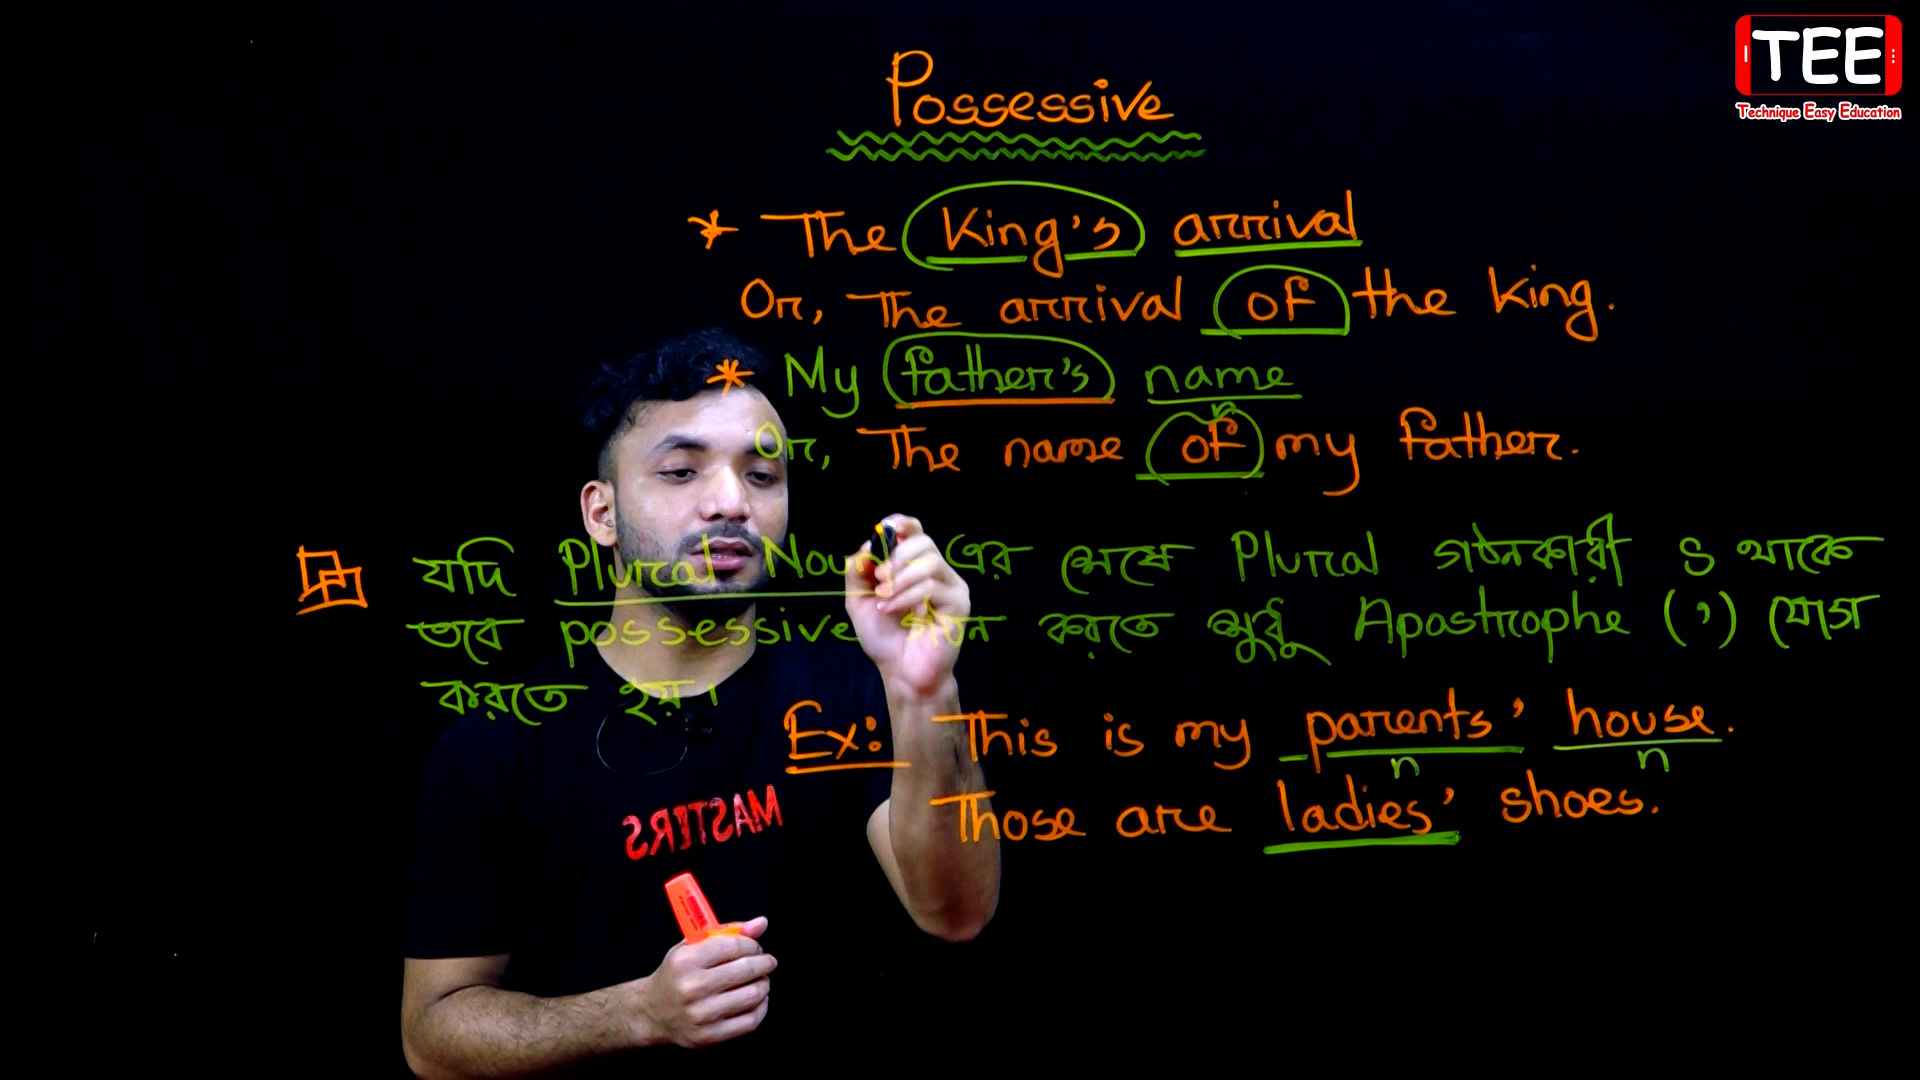 TEE
Technique Easy Education
Possessive
* The King's arrival
Or, The arrival of the King.
* My father's name
n
Or, The name of my father.
যদি Plural Noun এর শেষে Plural গঠনকারী s থাকে
তবে possessive গঠন করতে শুধু Apostrophe (') যোগ
করতে হয়।
Ex: This is my parents' house.
n n
Those are ladies' shoes.
MASTERS